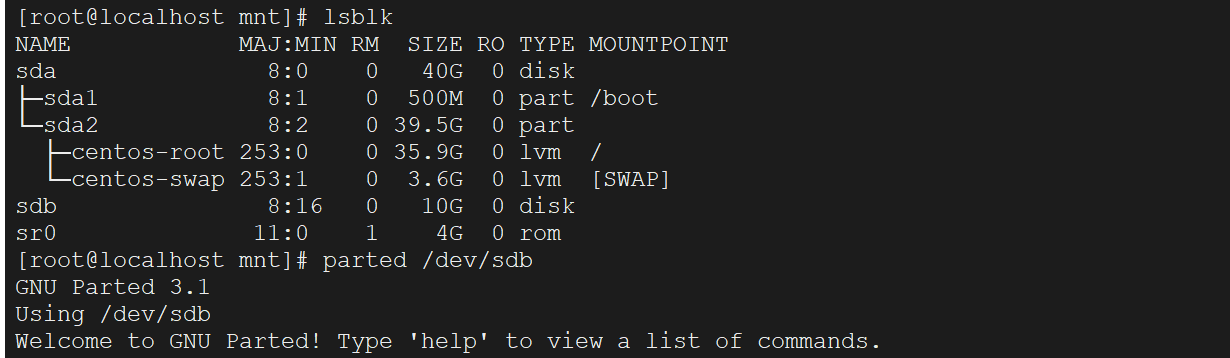 [root@localhost mnt]# lsblk
NAME            MAJ:MIN RM   SIZE RO TYPE MOUNTPOINT
sda               8:0    0    40G  0 disk
├─sda1            8:1    0   500M  0 part /boot
└─sda2            8:2    0  39.5G  0 part
  ├─centos-root 253:0    0  35.9G  0 lvm  /
  └─centos-swap 253:1    0   3.6G  0 lvm  [SWAP]
sdb               8:16   0    10G  0 disk
sr0              11:0    1     4G  0 rom
[root@localhost mnt]# parted /dev/sdb
GNU Parted 3.1
Using /dev/sdb
Welcome to GNU Parted! Type 'help' to view a list of commands.